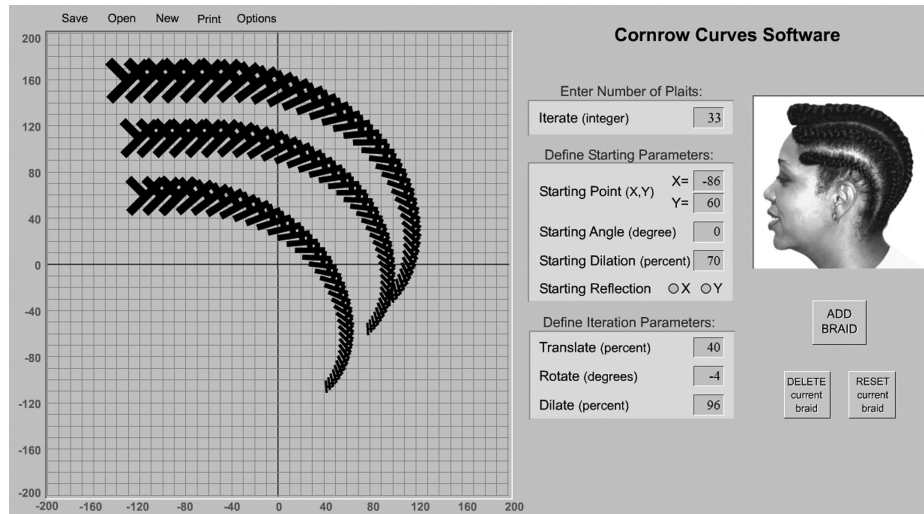 Save Open New Print Options
Cornrow Curves Software
200
160
120
80
40
0
-40
-80
-120
-160
-200
-200 -160 -120 -80 -40 0 40 80 120 160 200
Enter Number of Plaits:
Iterate (integer) 33
Define Starting Parameters:
Starting Point (X,Y) X= -86
Y= 60
Starting Angle (degree) 0
Starting Dilation (percent) 70
Starting Reflection X Y
Define Iteration Parameters:
Translate (percent) 40
Rotate (degrees) -4
Dilate (percent) 96
ADD
BRAID
DELETE
current
braid
RESET
current
braid